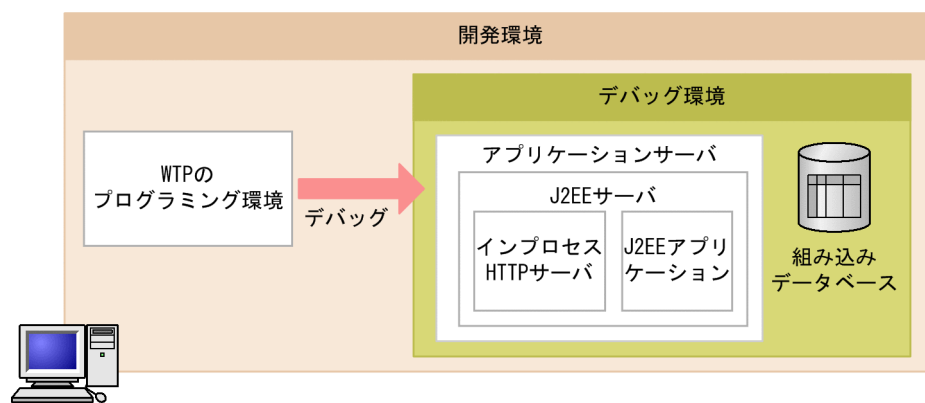 開発環境
デバッグ環境
WTPの
プログラミング環境
デバッグ
アプリケーションサーバ
J2EEサーバ
インプロセス
HTTPサーバ
J2EEアプリ
ケーション
組み込み
データベース